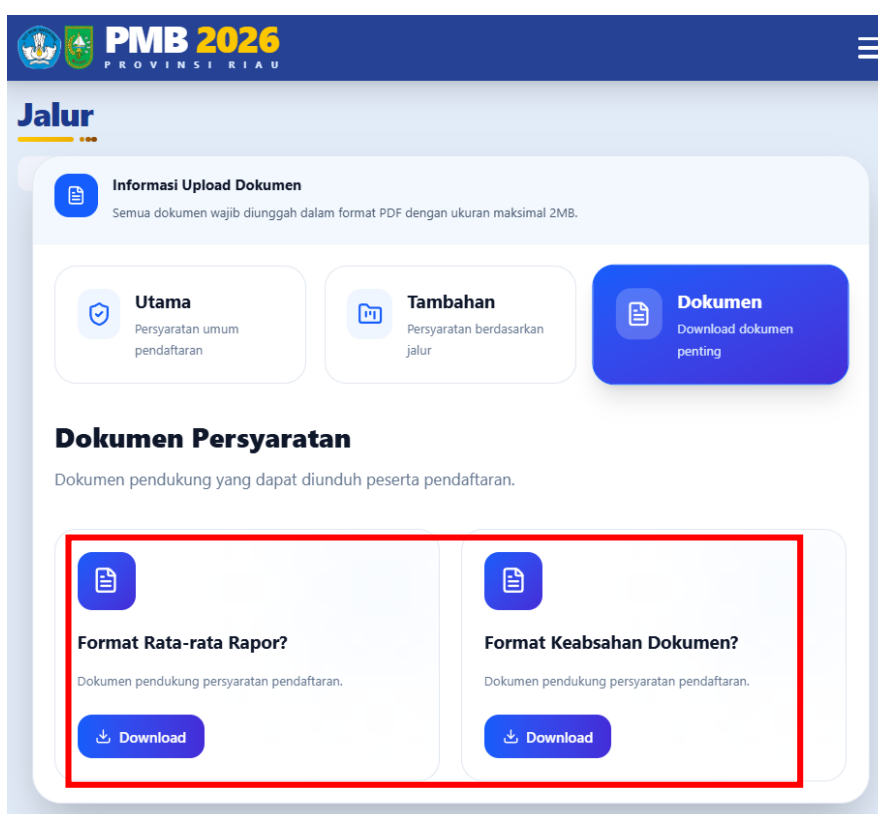 PMB 2026
PROVINSI RIAU
Jalur
Informasi Upload Dokumen
Semua dokumen wajib diunggah dalam format PDF dengan ukuran maksimal 2MB.
Utama
Persyaratan umum
pendaftaran
Tambahan
Persyaratan berdasarkan
jalur
Dokumen
Download dokumen
penting
Dokumen Persyaratan
Dokumen pendukung yang dapat diunduh peserta pendaftaran.
Format Rata-rata Rapor?
Dokumen pendukung persyaratan pendaftaran.
Download
Format Keabsahan Dokumen?
Dokumen pendukung persyaratan pendaftaran.
Download